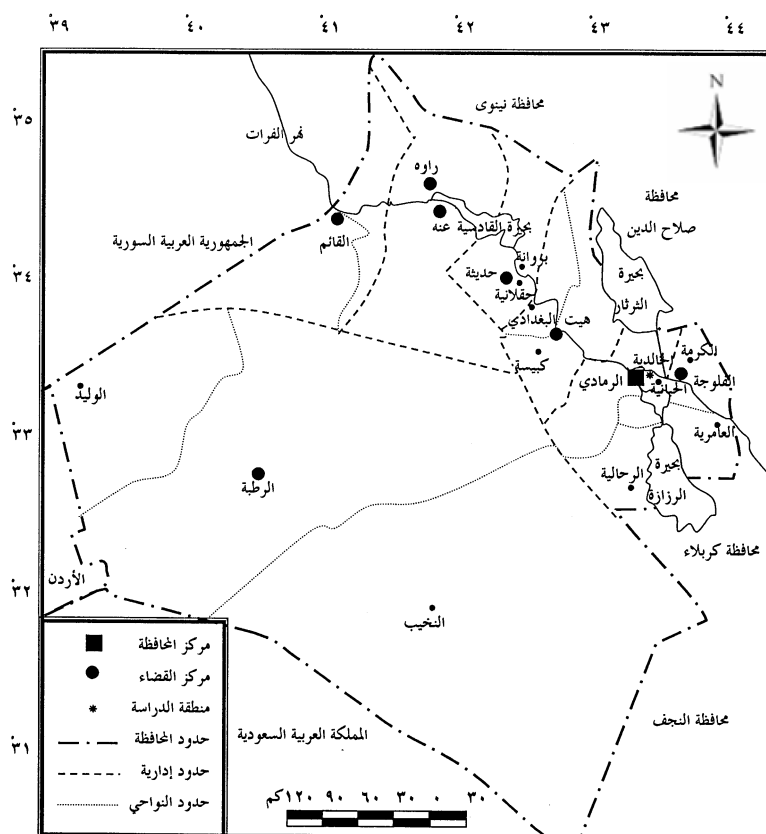 ٣٩ ٤٠ ٤١ 42 43 ٤٤
N
٣٥
محافظة نينوى
نهر الفرات
راوه
محافظة
صلاح الدين
بحيرة القادسية عنه
القائم
الجمهورية العربية السورية
٣٤
بروانة
حديثة
حقلانية
بحيرة
الثرثار
هيت البغدادي
كبيسة
الخالدية
الكرمة
الوليد
الرمادي
الحبانية
الفلوجة
٣٣
العامرية
الرطبة
الرحالية
بحيرة
الرزازة
محافظة كربلاء
٣٢
الأردن
النخيب
مركز المحافظة
مركز القضاء
منطقة الدراسة
حدود المحافظة
حدود إدارية
حدود النواحي
المملكة العربية السعودية
محافظة النجف
٣١
٣٠ ٠ ٣٠ ٦٠ ٩٠ ١٢٠ كم